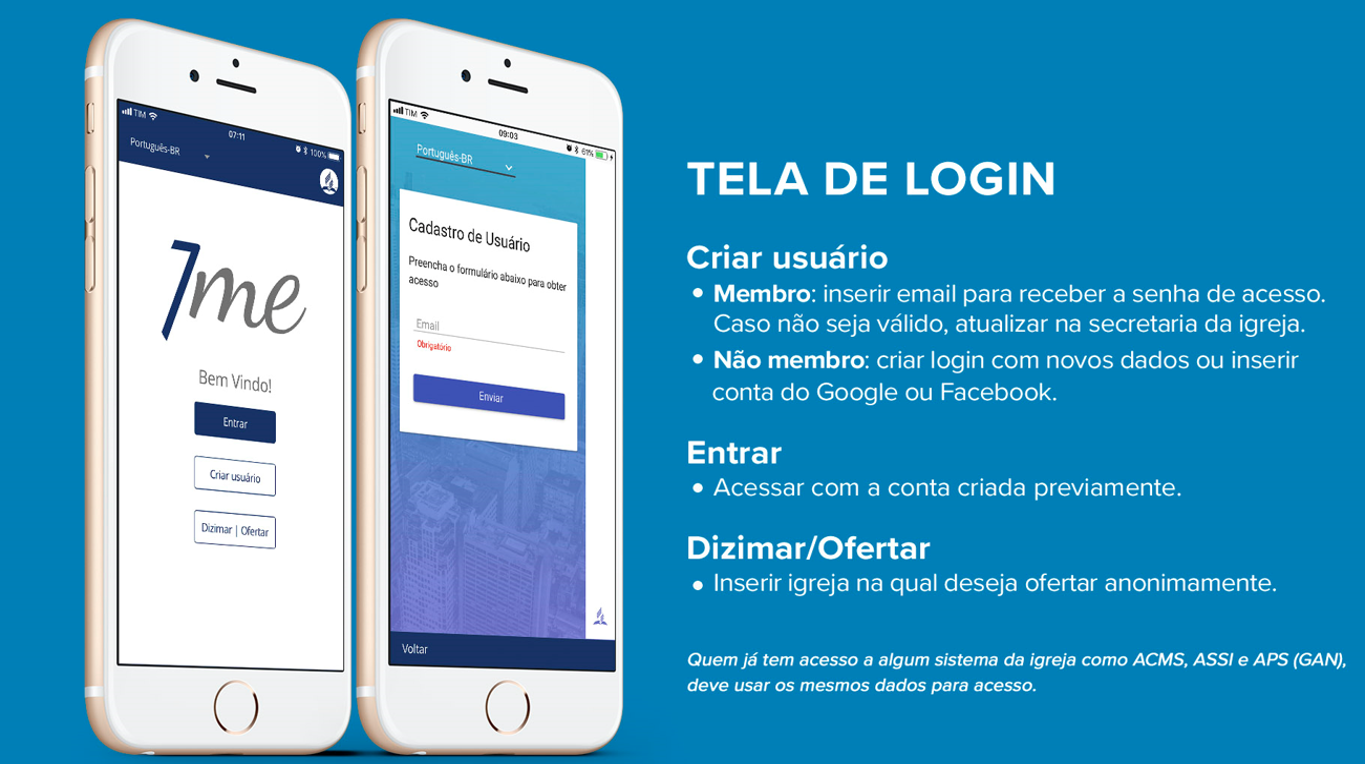 TIM
07:11
100%
Português-BR
7me
Bem Vindo!
Entrar
Criar usuário
Dizimar | Ofertar
TIM
09:03
61%
Português-BR
Cadastro de Usuário
Preencha o formulário abaixo para obter
acesso
Email
Obrigatório
Enviar
Voltar
TELA DE LOGIN
Criar usuário
• Membro: inserir email para receber a senha de acesso.
Caso não seja válido, atualizar na secretaria da igreja.
• Não membro: criar login com novos dados ou inserir
conta do Google ou Facebook.
Entrar
• Acessar com a conta criada previamente.
Dizimar/Ofertar
• Inserir igreja na qual deseja ofertar anonimamente.
Quem já tem acesso a algum sistema da igreja como ACMS, ASSI e APS (GAN),
deve usar os mesmos dados para acesso.